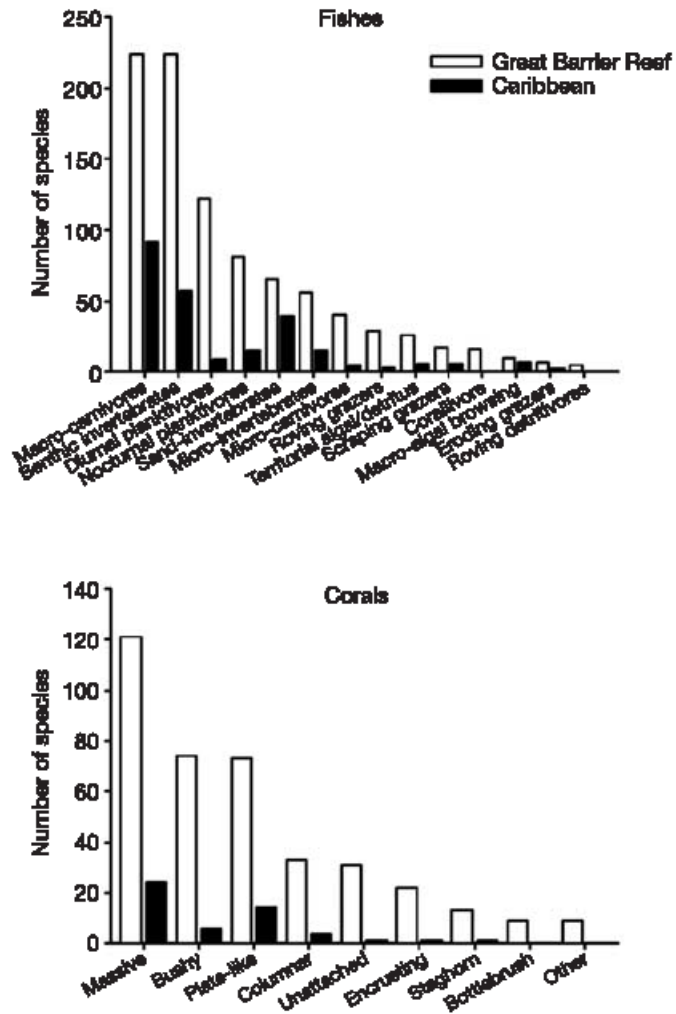 Fishes
250
200
150
100
50
0
Number of species
Great Barrier Reef
Caribbean
Macro-carnivores
Benthic invertebrates
Diurnal planktivores
Nocturnal planktivores
Sand-invertebrates
Micro-invertebrates
Micro-carnivores
Roving grazers
Territorial algal/detritus
Scraping grazers
Corallivore
Macro-algal browsing
Eroding grazers
Roving detritivores
Corals
140
120
100
80
60
40
20
0
Number of species
Massive
Bushy
Plate-like
Columnar
Unattached
Encrusting
Staghorn
Bottlebrush
Other